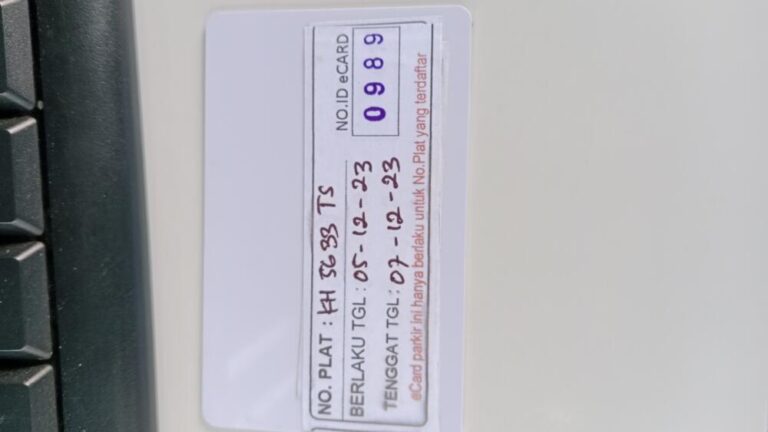 NO. PLAT : KH 5633 TS
BERLAKU TGL : 05-12-23
TENGGAT TGL : 07-12-23
NO.ID eCARD
0989
eCard parkir ini hanya berlaku untuk No.Plat yang terdaftar